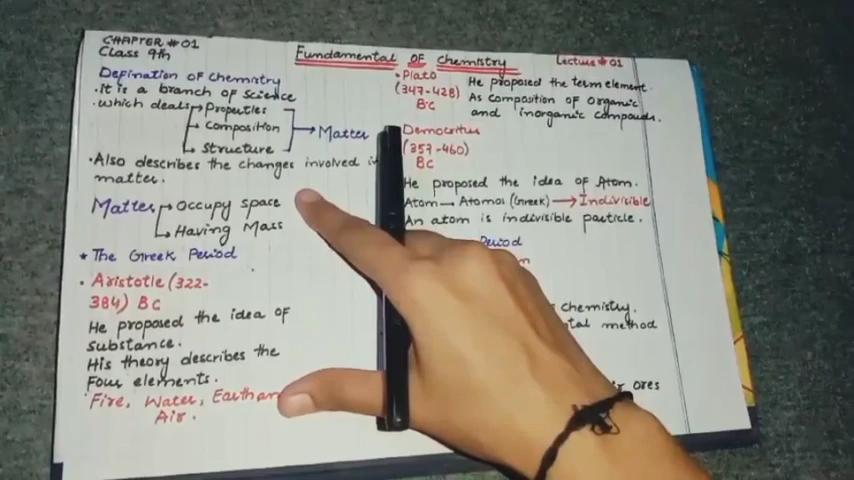 CHAPTER #01
Class 9th
Fundamental OF chemistry
Lecture #01
Defination OF chemistry
• It is a branch of science
• which deals → Properties
→ Composition
→ Structure
→ Matter
• Also describes the changes involved i
matter.
Matter → Occupy space
→ Having Mass
* The Greek Period
• Aristotle (322-
384) BC
He proposed the idea of
substance.
His theory describes the
Four elements.
Fire, Water, Earth an
Air.
• Plato
(347-428)
BC
He proposed the term element
As composition of organic
and inorganic compouds.
Democritus
(357-460)
BC
He proposed the idea of Atom.
Atom → Atomos (Greek) → Indivisible
An atom is indivisible particle.
Period
chemistry.
tal method
ores